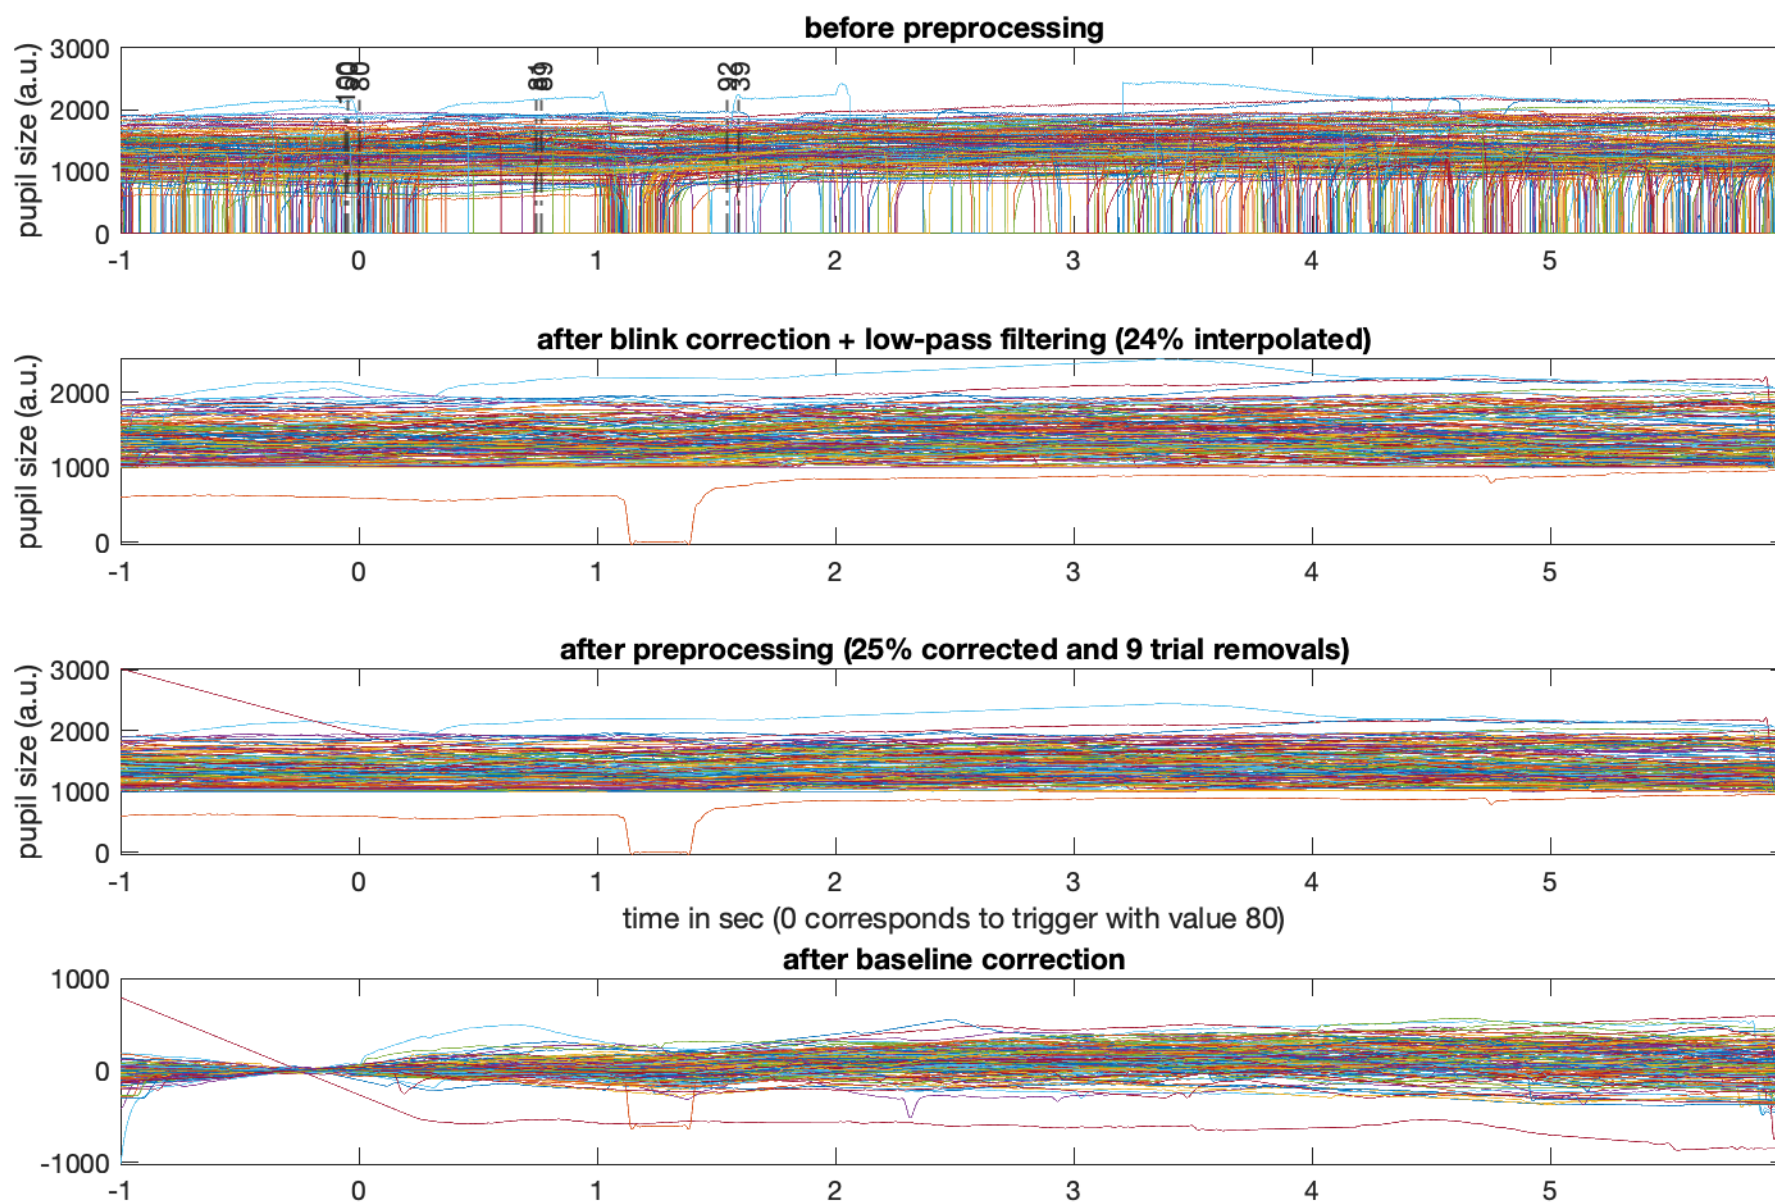 before preprocessing
pupil size (a.u.)
3000
2000
1000
0
80
39
-1 0 1 2 3 4 5
after blink correction + low-pass filtering (24% interpolated)
pupil size (a.u.)
2000
1000
0
-1 0 1 2 3 4 5
after preprocessing (25% corrected and 9 trial removals)
pupil size (a.u.)
3000
2000
1000
0
-1 0 1 2 3 4 5
time in sec (0 corresponds to trigger with value 80)
after baseline correction
1000
0
-1000
-1 0 1 2 3 4 5